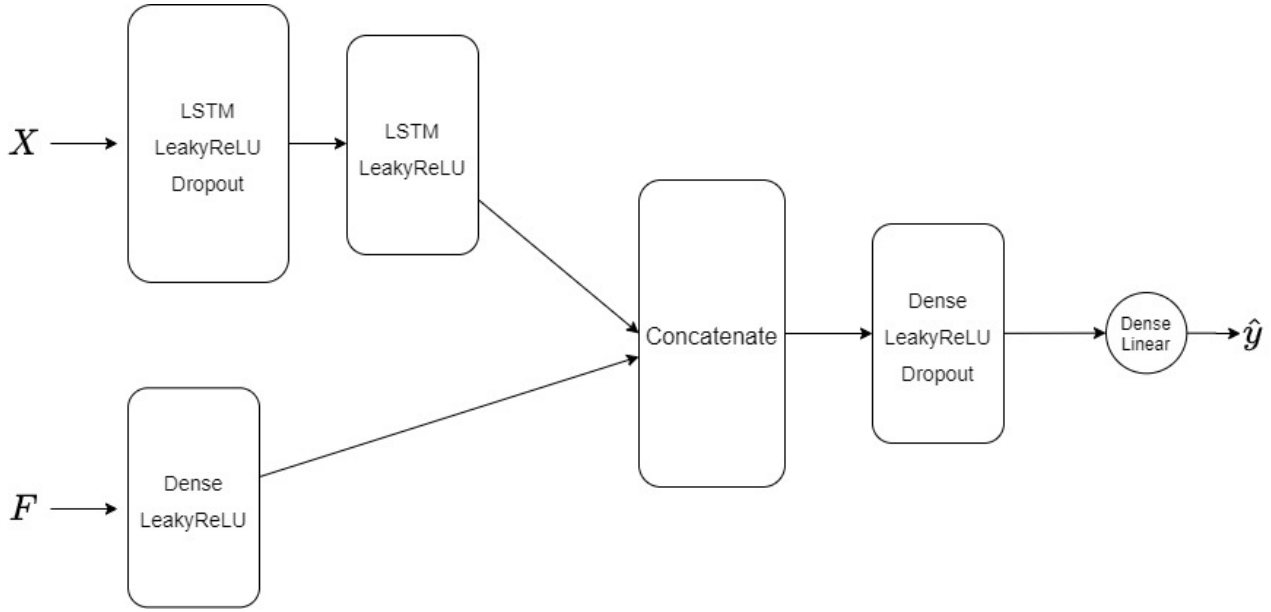 X
LSTM
LeakyReLU
Dropout
LSTM
LeakyReLU
F
Dense
LeakyReLU
Concatenate
Dense
LeakyReLU
Dropout
Dense
Linear
ŷ